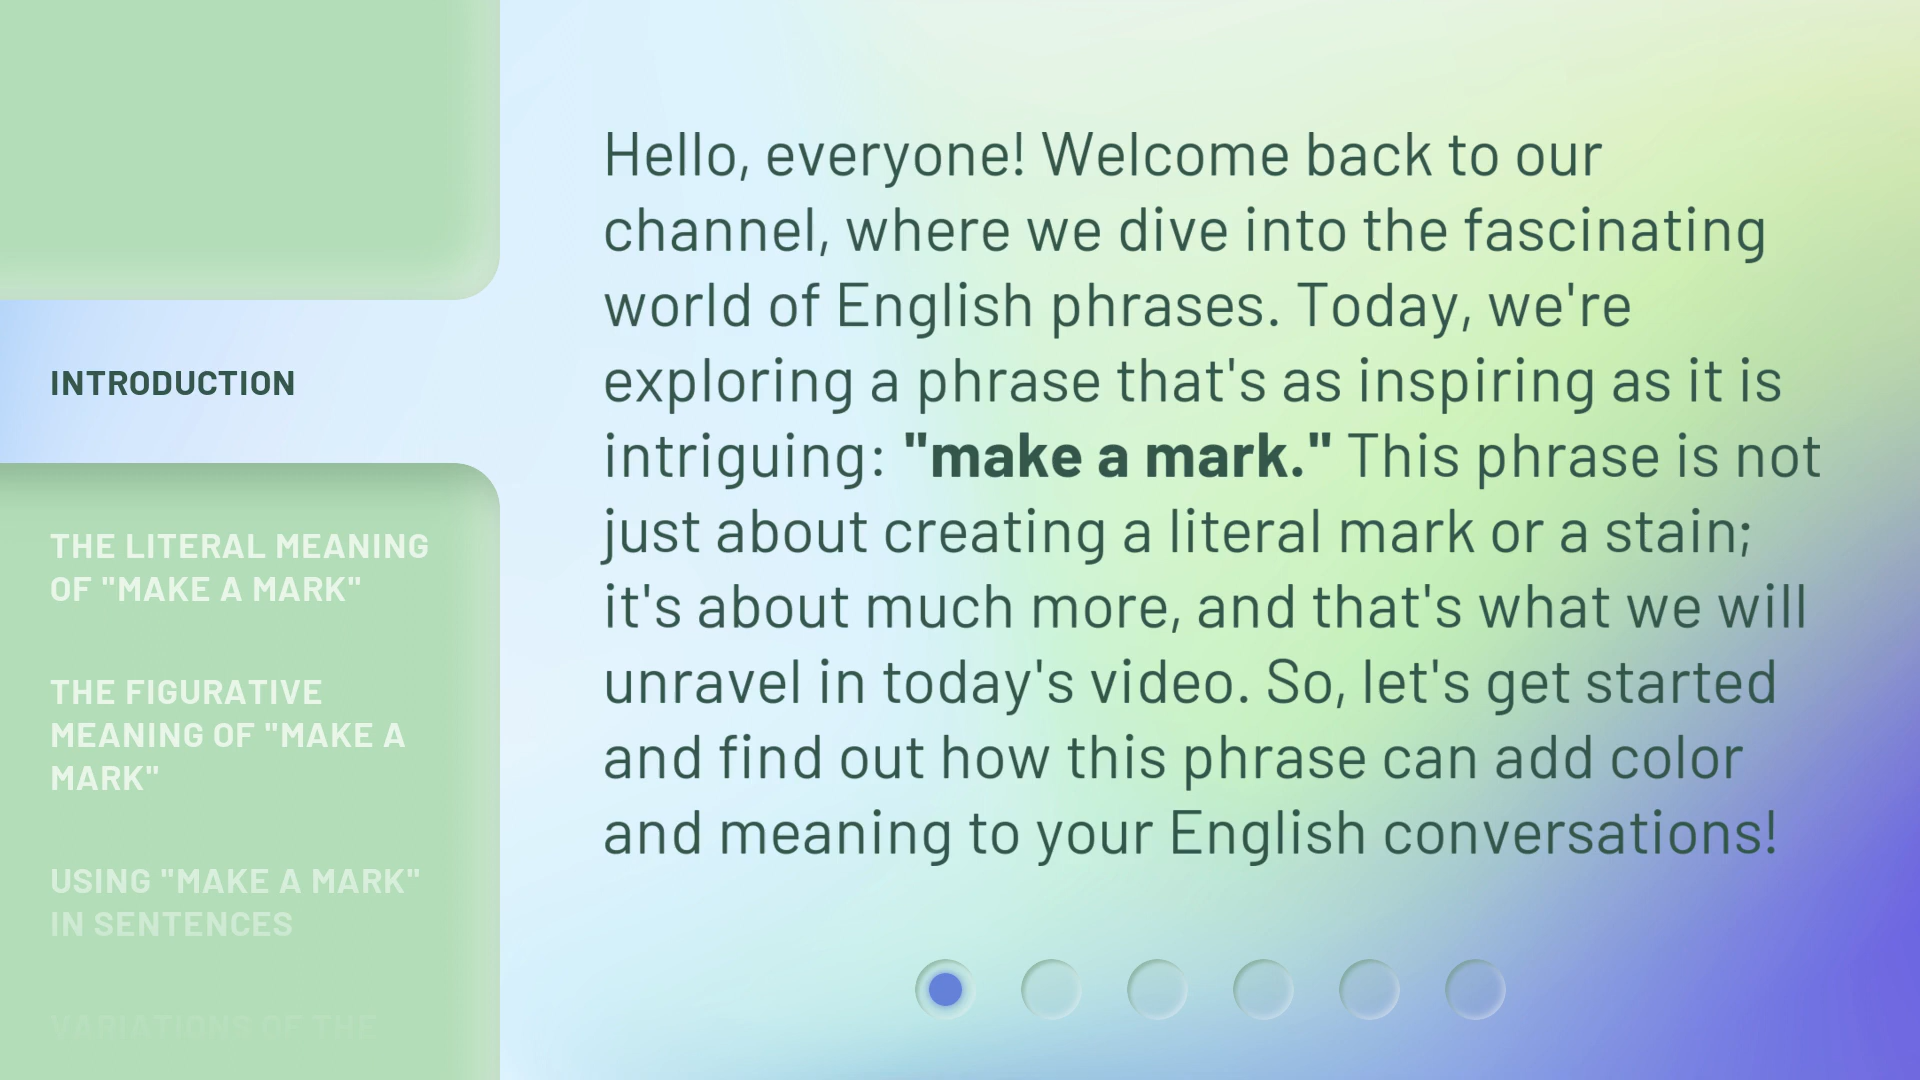 INTRODUCTION
THE LITERAL MEANING
OF "MAKE A MARK"
THE FIGURATIVE
MEANING OF "MAKE A
MARK"
USING "MAKE A MARK"
IN SENTENCES
VARIATIONS OF THE
Hello, everyone! Welcome back to our
channel, where we dive into the fascinating
world of English phrases. Today, we're
exploring a phrase that's as inspiring as it is
intriguing: "make a mark." This phrase is not
just about creating a literal mark or a stain;
it's about much more, and that's what we will
unravel in today's video. So, let's get started
and find out how this phrase can add color
and meaning to your English conversations!